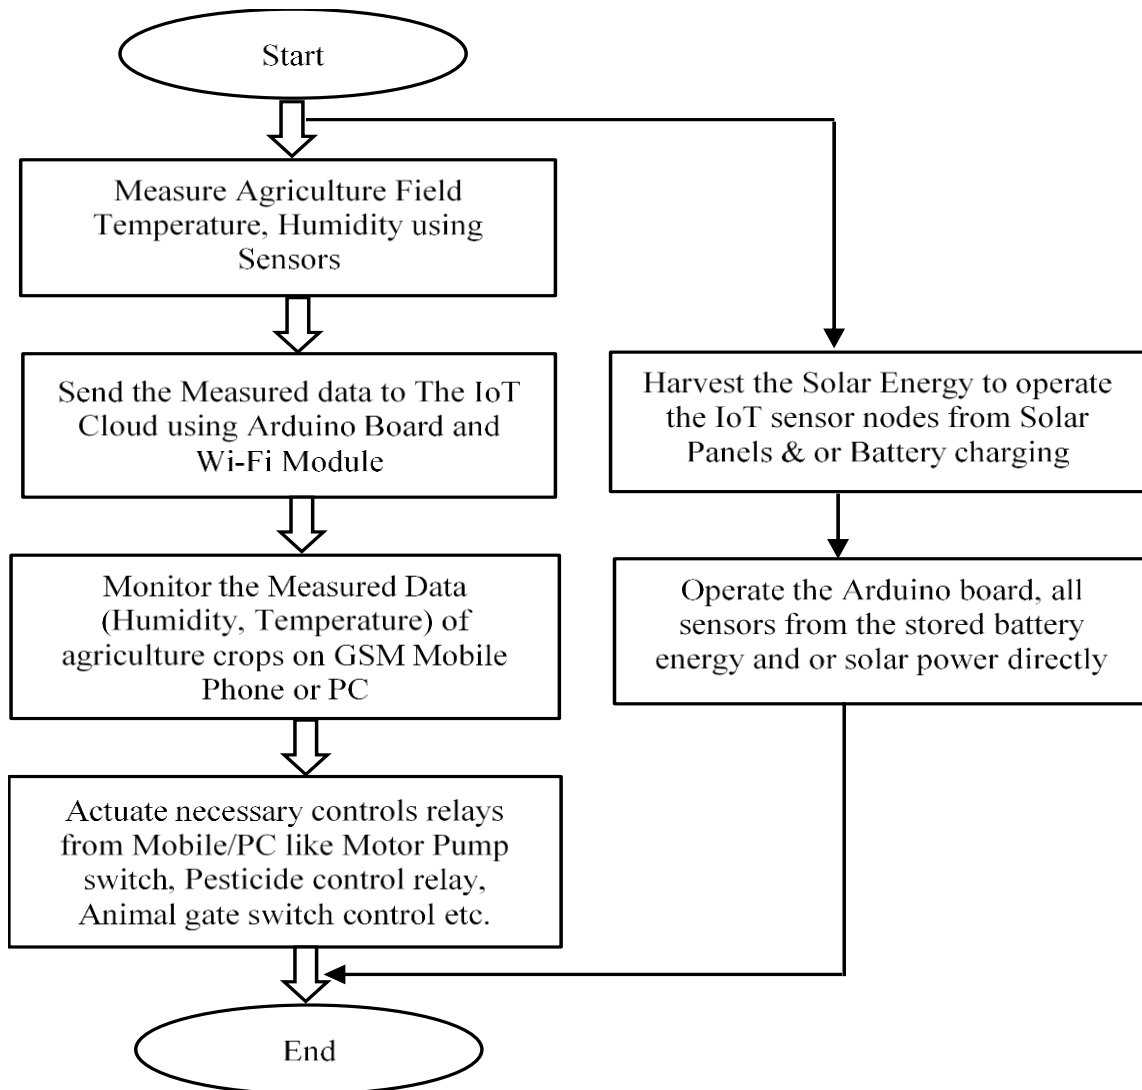 Start
Measure Agriculture Field
Temperature, Humidity using
Sensors
Send the Measured data to The IoT
Cloud using Arduino Board and
Wi-Fi Module
Monitor the Measured Data
(Humidity, Temperature) of
agriculture crops on GSM Mobile
Phone or PC
Actuate necessary controls relays
from Mobile/PC like Motor Pump
switch, Pesticide control relay,
Animal gate switch control etc.
Harvest the Solar Energy to operate
the IoT sensor nodes from Solar
Panels & or Battery charging
Operate the Arduino board, all
sensors from the stored battery
energy and or solar power directly
End